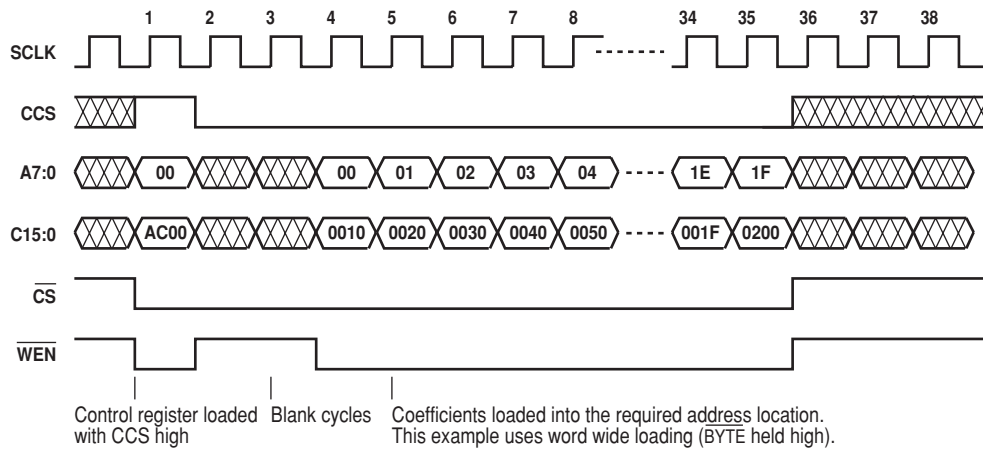 1 2 3 4 5 6 7 8 34 35 36 37 38
SCLK
CCS
A7:0 00 00 01 02 03 04 1E 1F
C15:0 AC00 0010 0020 0030 0040 0050 001F 0200
CS
WEN
Control register loaded
with CCS high
Blank cycles
Coefficients loaded into the required address location.
This example uses word wide loading (BYTE held high).